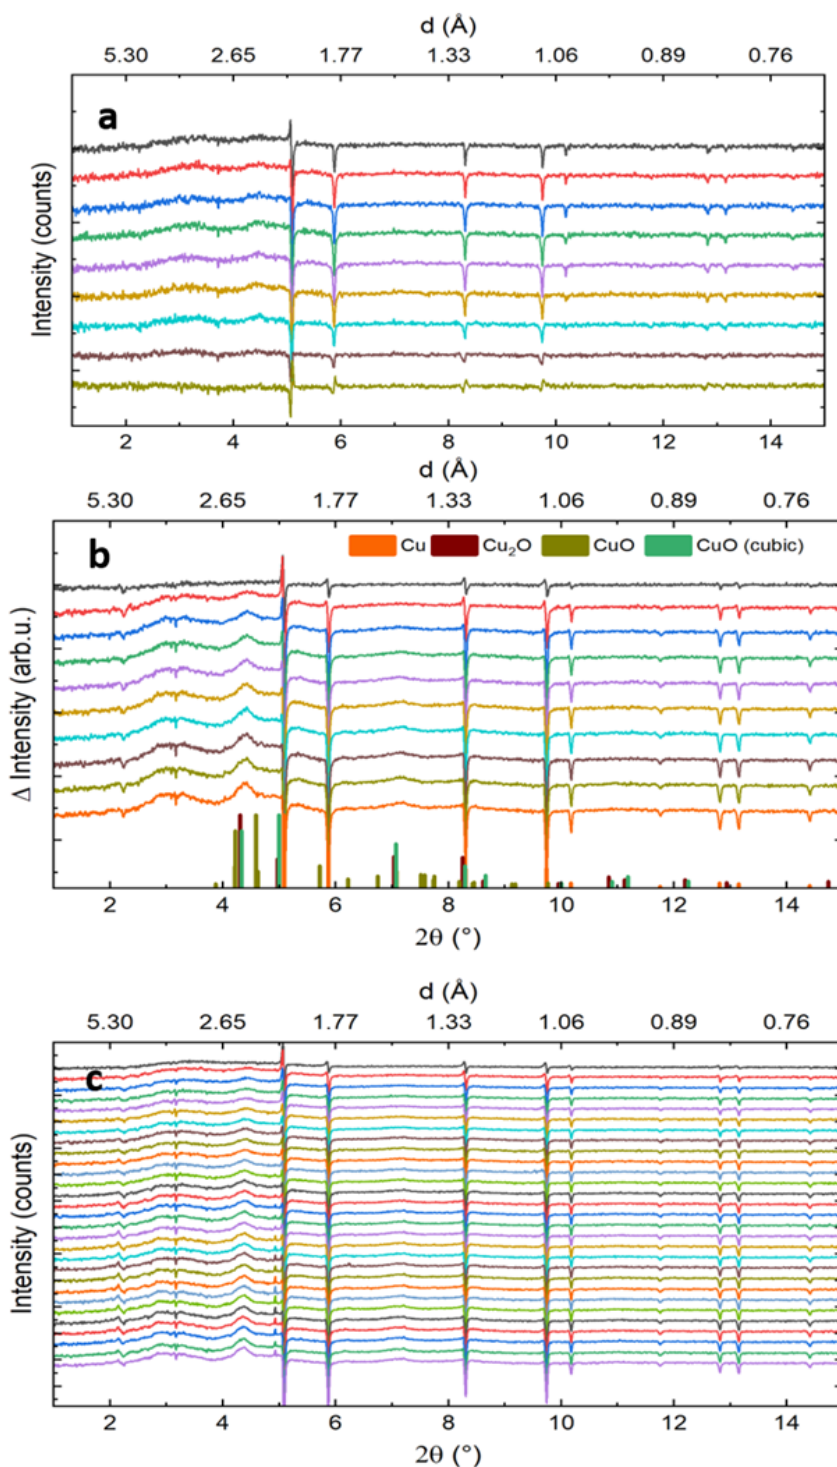 d (Å)
5.30 2.65 1.77 1.33 1.06 0.89 0.76
a
Intensity (counts)
2 4 6 8 10 12 14
d (Å)
5.30 2.65 1.77 1.33 1.06 0.89 0.76
b
Cu Cu₂O CuO CuO (cubic)
Δ Intensity (arb.u.)
2 4 6 8 10 12 14
2θ (°)
d (Å)
5.30 2.65 1.77 1.33 1.06 0.89 0.76
c
Intensity (counts)
2 4 6 8 10 12 14
2θ (°)